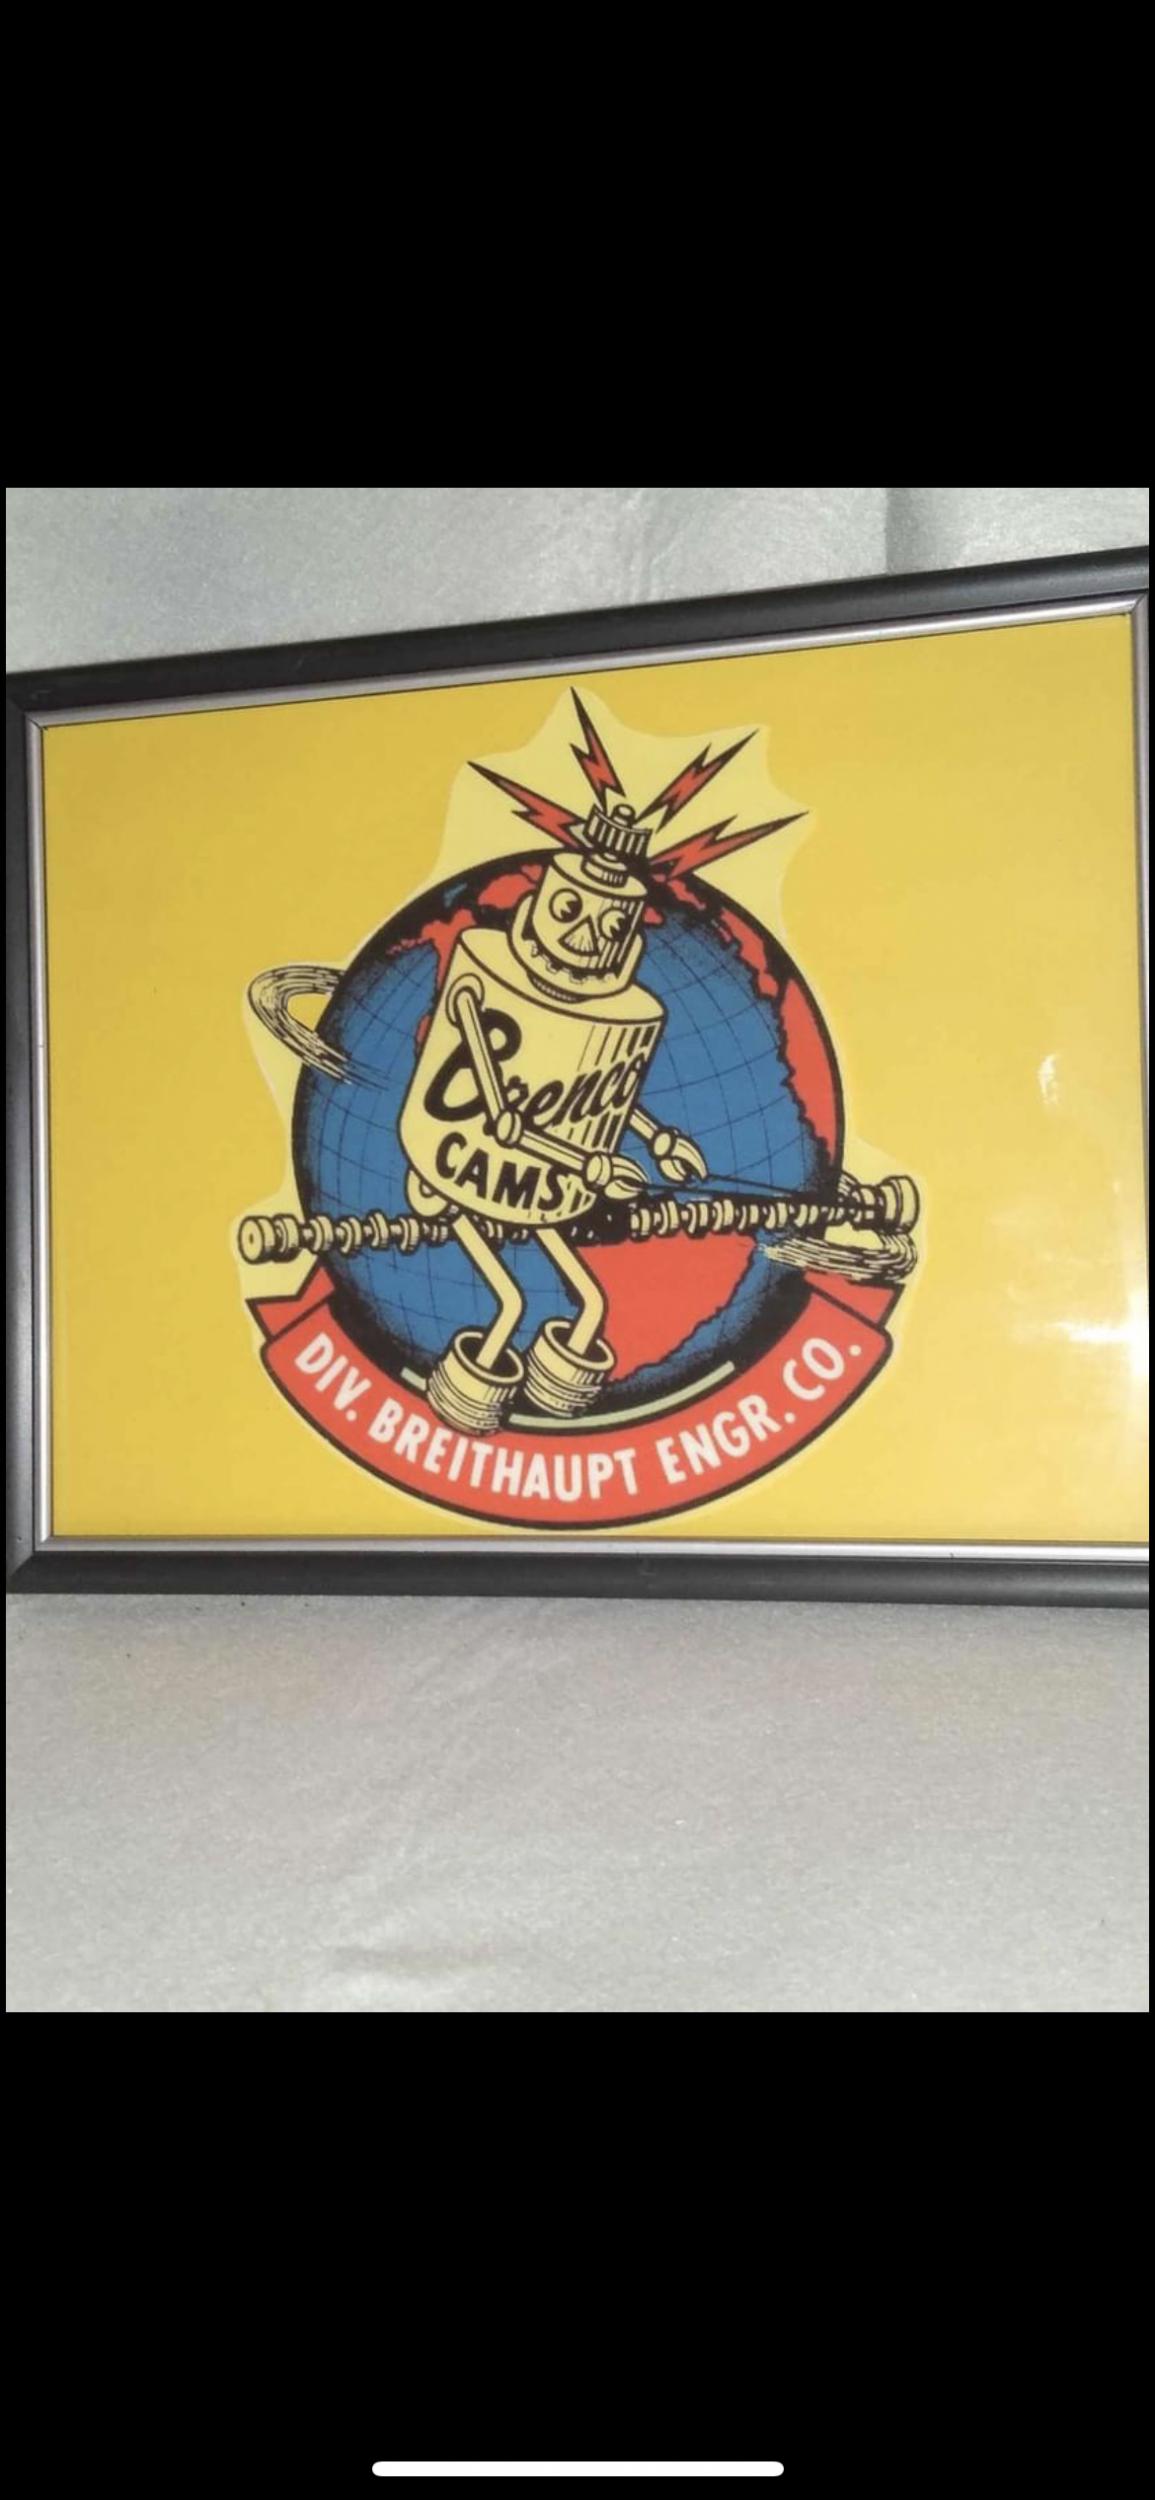 Brenco
CAMS
DIV. BREITHAUPT ENGR. CO.